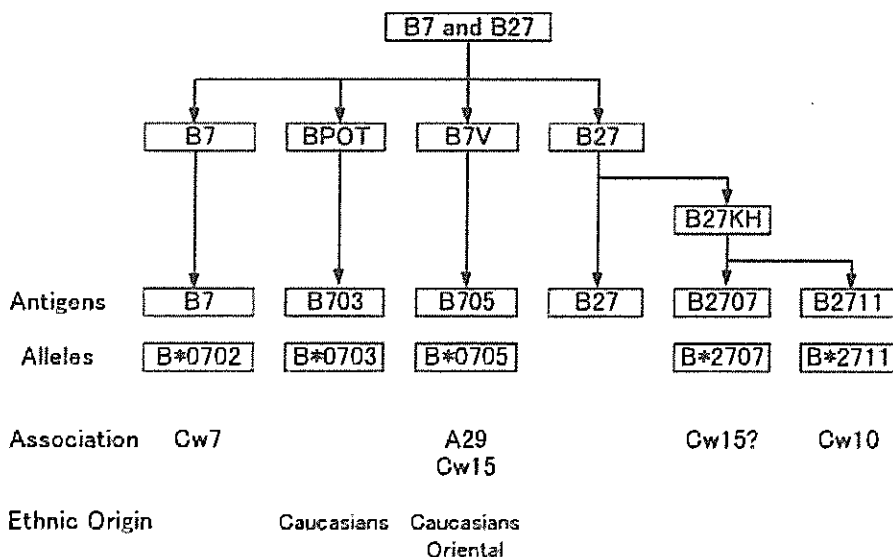 B7 and B27
B7 BPOT B7V B27
B27KH
Antigens B7 B703 B705 B27 B2707 B2711
Alleles B*0702 B*0703 B*0705 B*2707 B*2711
Association Cw7 A29 Cw15? Cw10
Cw15
Ethnic Origin Caucasians Caucasians
Oriental